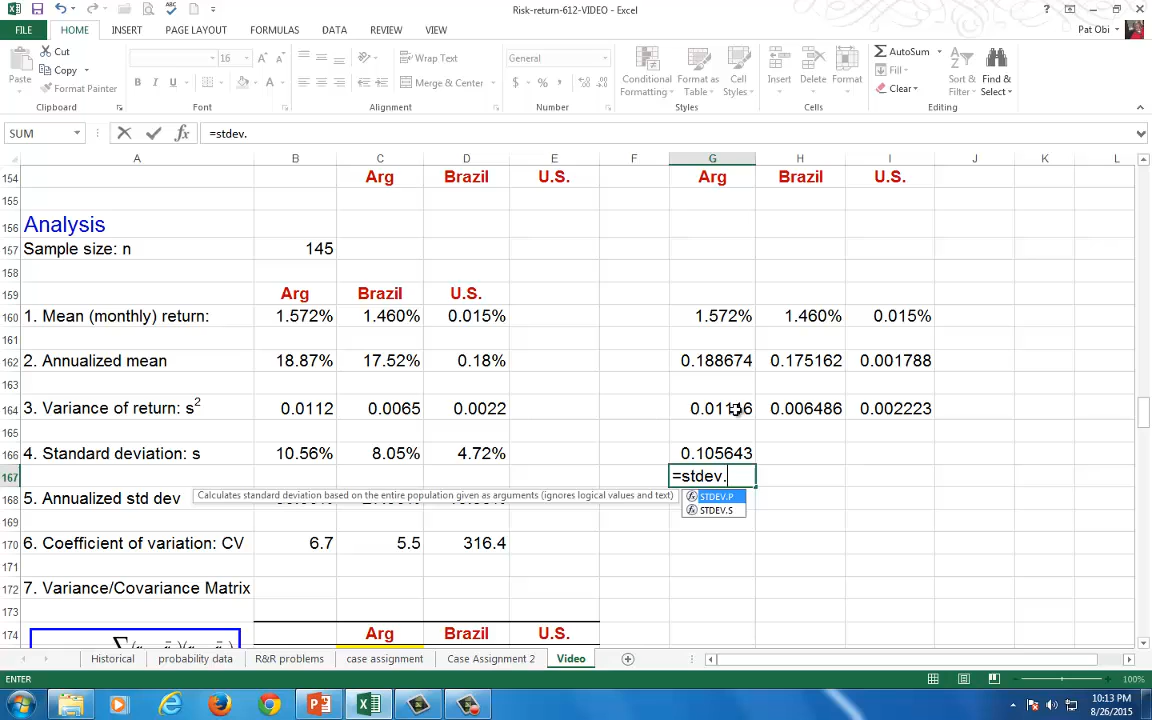 Risk-return-612-VIDEO - Excel
FILE HOME INSERT PAGE LAYOUT FORMULAS DATA REVIEW VIEW Pat Obi
Cut
Copy
Format Painter
Paste
Clipboard
16
Font
Wrap Text
Merge & Center
Alignment
General
Number
Conditional Formatting
Format as Table
Cell Styles
Styles
Insert Delete Format
Cells
AutoSum
Fill
Clear
Sort & Filter
Find & Select
Editing
SUM =stdev.
A B C D E F G H I J K L
154 Arg Brazil U.S. Arg Brazil U.S.
155
156 Analysis
157 Sample size: n 145
158
159 Arg Brazil U.S.
160 1. Mean (monthly) return: 1.572% 1.460% 0.015% 1.572% 1.460% 0.015%
161
162 2. Annualized mean 18.87% 17.52% 0.18% 0.188674 0.175162 0.001788
163
164 3. Variance of return: s2 0.0112 0.0065 0.0022 0.006486 0.002223
165
166 4. Standard deviation: s 10.56% 8.05% 4.72% 0.105643
167 =stdev.
Calculates standard deviation based on the entire population given as arguments (ignores logical values and text)
STDEV.P
STDEV.S
168 5. Annualized std dev
169
170 6. Coefficient of variation: CV 6.7 5.5 316.4
171
172 7. Variance/Covariance Matrix
173
174 Arg Brazil U.S.
Historical probability data R&R problems case assignment Case Assignment 2 Video
ENTER 100%
10:13 PM
8/26/2015